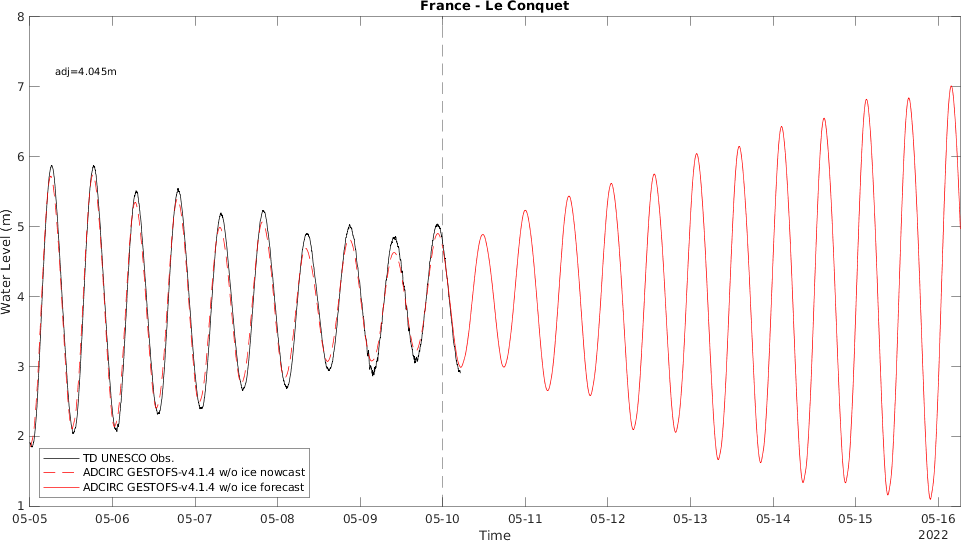 France - Le Conquet
8
7
6
5
4
3
2
1
Water Level (m)
adj=4.045m
TD UNESCO Obs.
ADCIRC GESTOFS-v4.1.4 w/o ice nowcast
ADCIRC GESTOFS-v4.1.4 w/o ice forecast
05-05 05-06 05-07 05-08 05-09 05-10 05-11 05-12 05-13 05-14 05-15 05-16
Time
2022